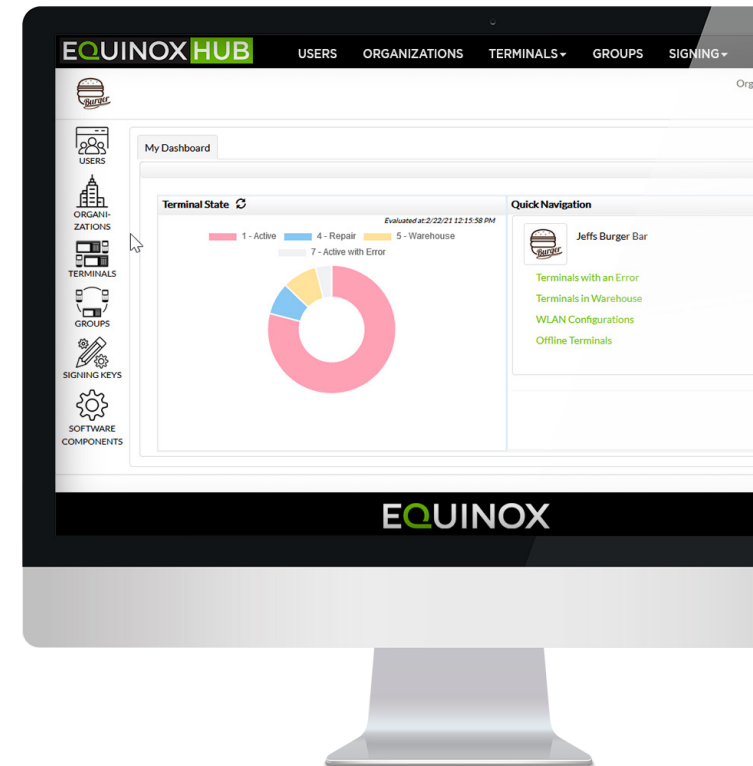 EQUINOX HUB
USERS ORGANIZATIONS TERMINALS GROUPS SIGNING
Burger
Org
USERS
ORGANI-
ZATIONS
TERMINALS
GROUPS
SIGNING KEYS
SOFTWARE
COMPONENTS
My Dashboard
Terminal State
Evaluated at:2/22/21 12:15:58 PM
1 - Active 4 - Repair 5 - Warehouse
7 - Active with Error
Quick Navigation
Burger
Jeffs Burger Bar
Terminals with an Error
Terminals in Warehouse
WLAN Configurations
Offline Terminals
EQUINOX